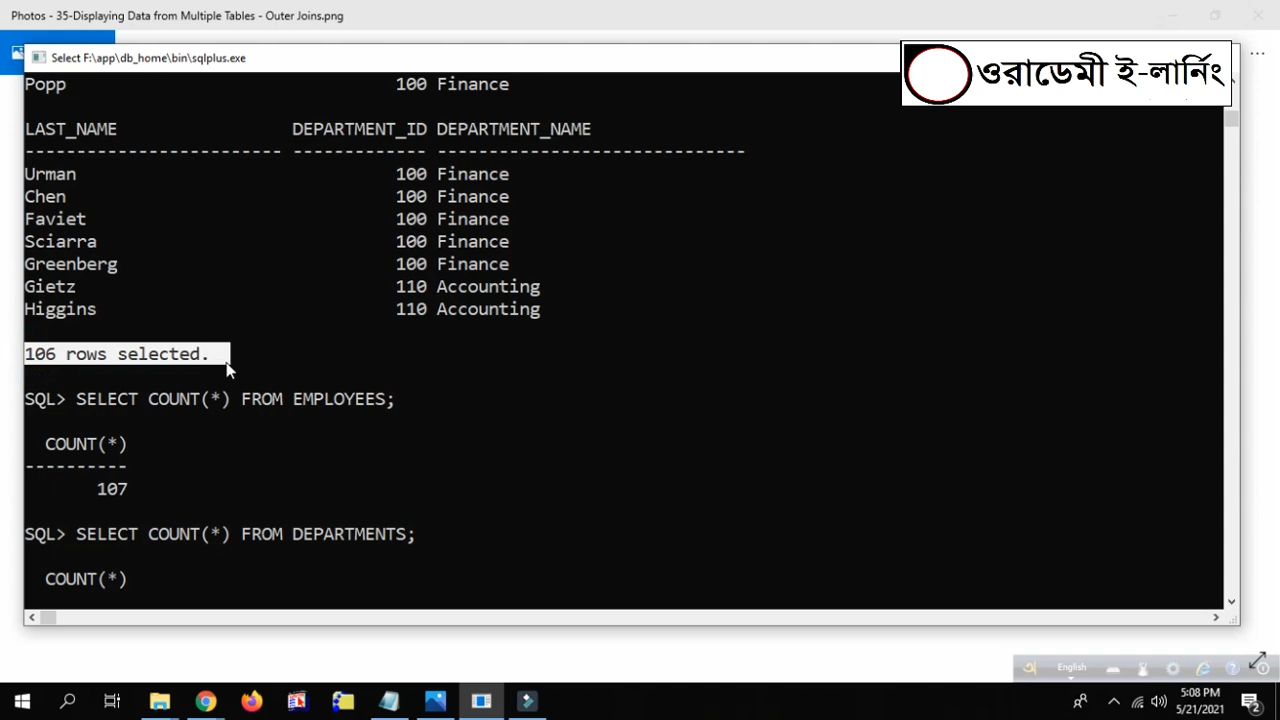 Photos - 35-Displaying Data from Multiple Tables - Outer Joins.png
Select F:\app\db_home\bin\sqlplus.exe
ওরাডেমী ই-লার্নিং
Popp 100 Finance
LAST_NAME DEPARTMENT_ID DEPARTMENT_NAME
------------------------- ------------- ------------------------------
Urman 100 Finance
Chen 100 Finance
Faviet 100 Finance
Sciarra 100 Finance
Greenberg 100 Finance
Gietz 110 Accounting
Higgins 110 Accounting
106 rows selected.
SQL> SELECT COUNT(*) FROM EMPLOYEES;
COUNT(*)
----------
107
SQL> SELECT COUNT(*) FROM DEPARTMENTS;
COUNT(*)
অ English
5:08 PM
5/21/2021
2